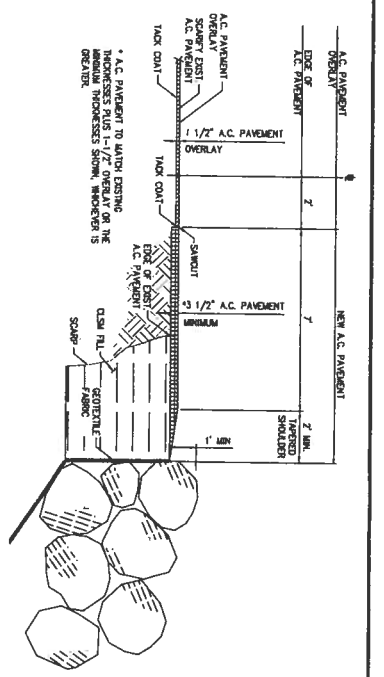 A.C. PAVEMENT
OVERLAY
NEW A.C. PAVEMENT
EDGE OF
A.C. PAVEMENT
2'
7'
2' MIN.
TAPERED
SHOULDER
A.C. PAVEMENT
OVERLAY
SCARIFY EXIST.
A.C. PAVEMENT
TACK COAT
1 1/2" A.C. PAVEMENT
OVERLAY
TACK COAT
SAWCUT
*3 1/2" A.C. PAVEMENT
MINIMUM
1' MIN
EDGE OF EXIST.
A.C. PAVEMENT
CLSM FILL
SCARP
GEOTEXTILE
FABRIC
* A.C. PAVEMENT TO MATCH EXISTING
THICKNESSES PLUS 1-1/2" OVERLAY OR THE
MINIMUM THICKNESSES SHOWN, WHICHEVER IS
GREATER.